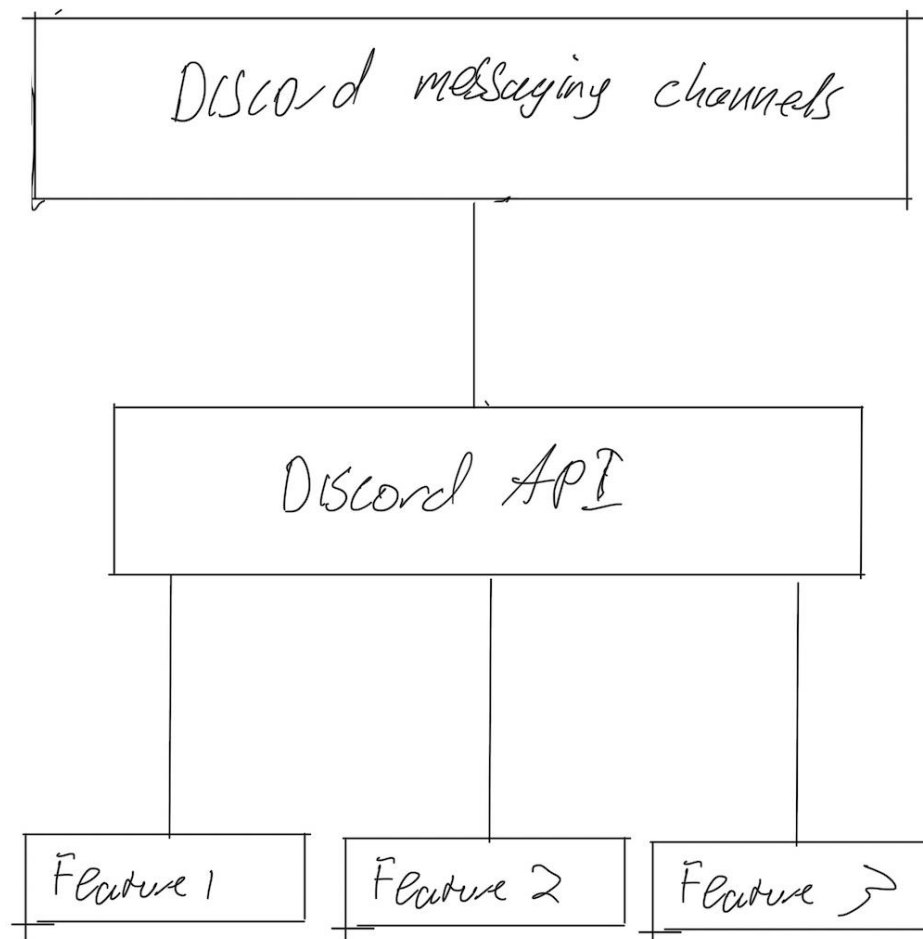 Discord messaging channels
Discord API
Feature 1
Feature 2
Feature 3